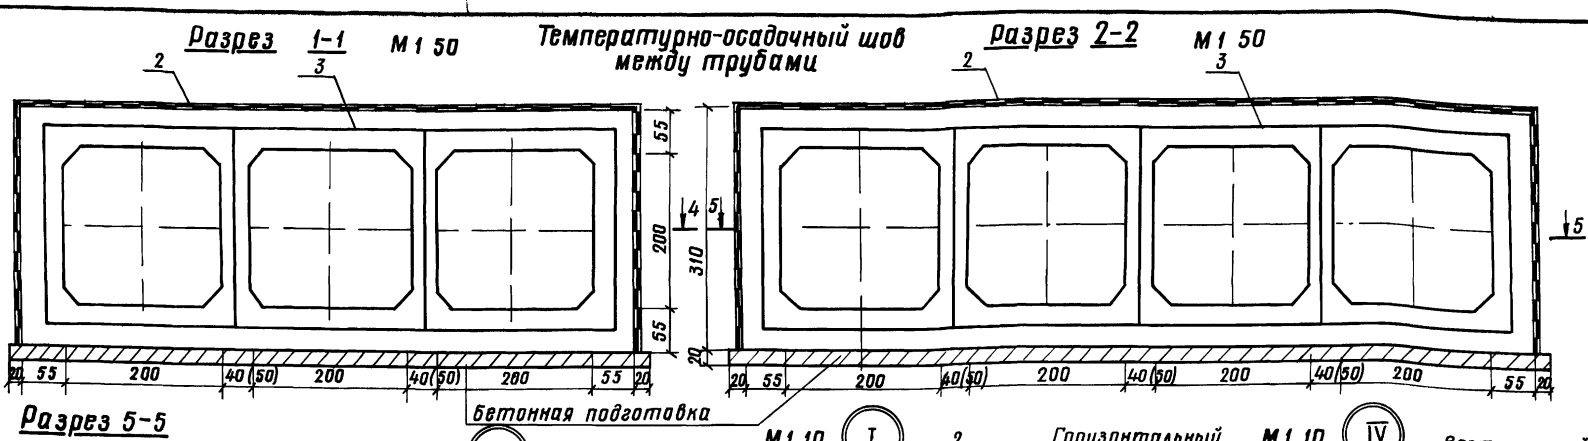 Разрез 1-1 М 1 50
Температурно-осадочный шов
между трубами
Разрез 2-2 М 1 50
2
3
2
3
55
200
55
4
5
310
20
5
20 55 200 40(50) 200 40(50) 200 55 20
20 55 200 40(50) 200 40(50) 200 40(50) 200 55 20
бетонная подготовка
Разрез 5-5
М 1 10 I 2 Горизонтальный М 1 10 IV